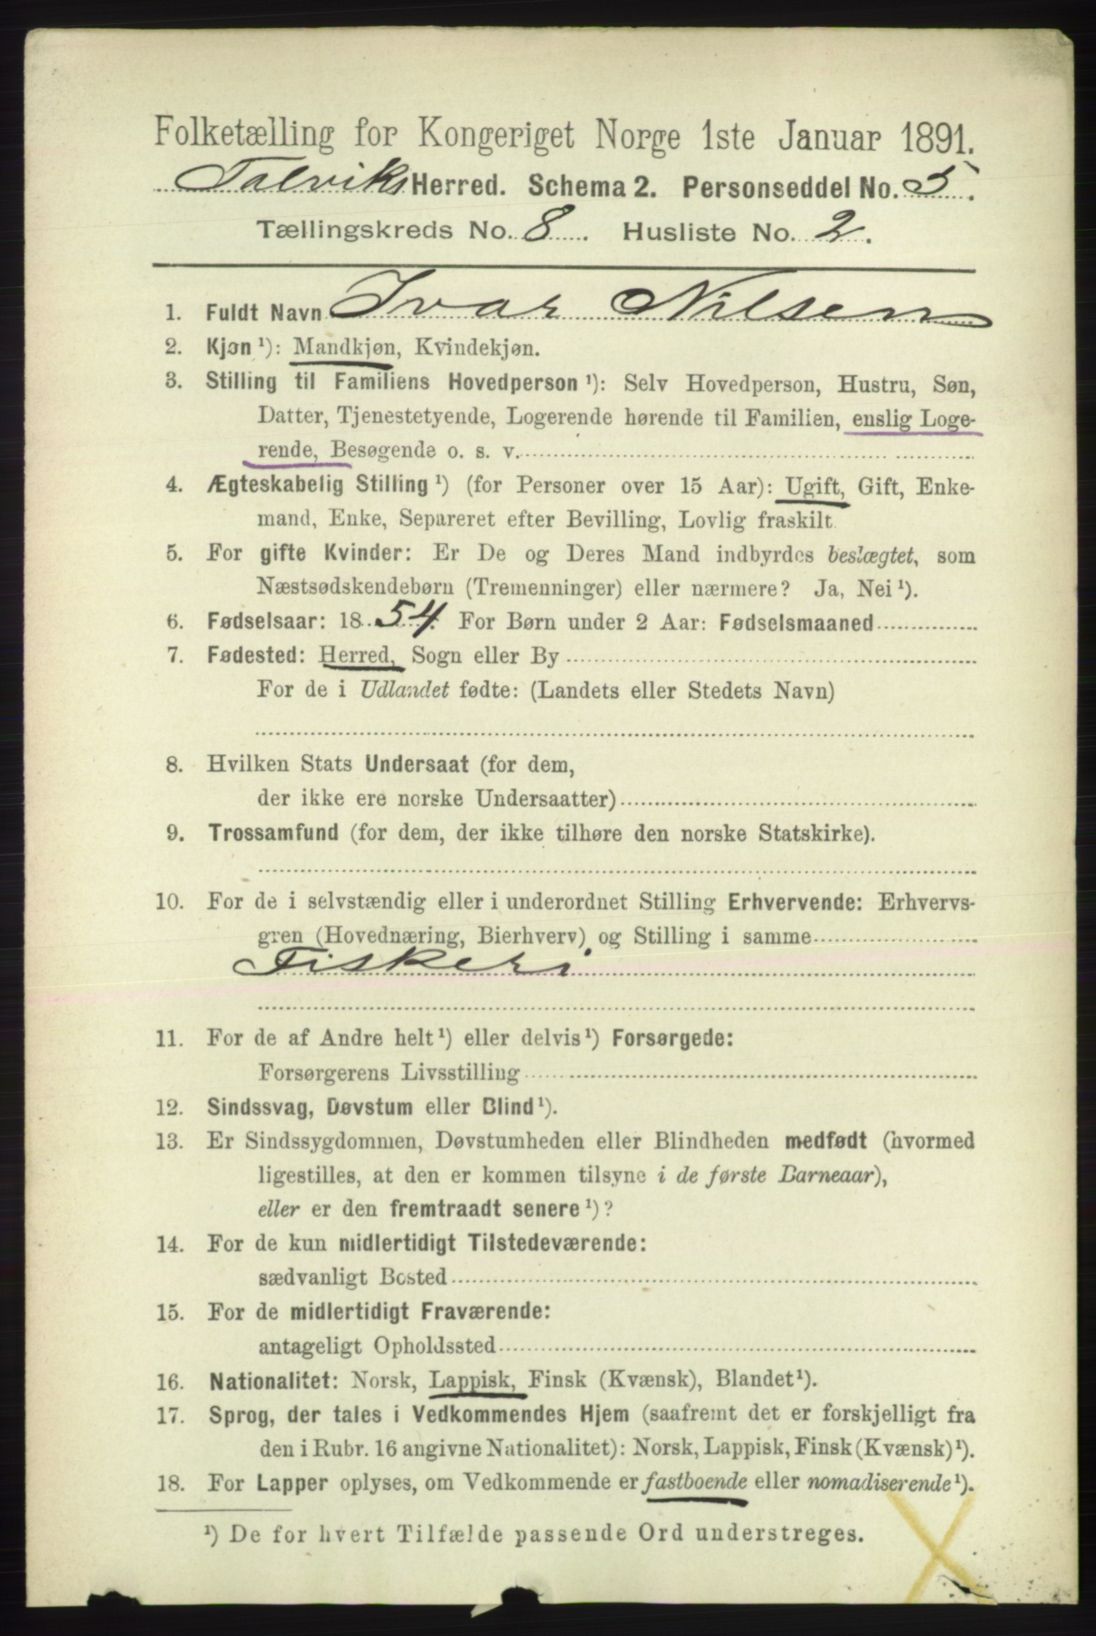 Folketælling for Kongeriget Norge 1ste Januar 1891.
Talviks Herred. Schema 2. Personseddel No. 5.
Tællingskreds No. 8. Husliste No. 2.
1. Fuldt Navn Ivar Nilsen
2. Kjøn ¹): Mandkjøn, Kvindekjøn.
3. Stilling til Familiens Hovedperson ¹): Selv Hovedperson, Hustru, Søn,
Datter, Tjenestetyende, Logerende hørende til Familien, enslig Loge-
rende, Besøgende o. s. v.
4. Ægteskabelig Stilling ¹) (for Personer over 15 Aar): Ugift, Gift, Enke-
mand, Enke, Separeret efter Bevilling, Lovlig fraskilt
5. For gifte Kvinder: Er De og Deres Mand indbyrdes beslægtet, som
Næstsødskendebørn (Tremenninger) eller nærmere? Ja, Nei ¹).
6. Fødselsaar: 1854. For Børn under 2 Aar: Fødselsmaaned
7. Fødested: Herred, Sogn eller By
For de i Udlandet fødte: (Landets eller Stedets Navn)
8. Hvilken Stats Undersaat (for dem,
der ikke ere norske Undersaatter)
9. Trossamfund (for dem, der ikke tilhøre den norske Statskirke).
10. For de i selvstændig eller i underordnet Stilling Erhvervende: Erhvervs-
gren (Hovednæring, Bierhverv) og Stilling i samme
Fiskeri
11. For de af Andre helt ¹) eller delvis ¹) Forsørgede:
Forsørgerens Livsstilling
12. Sindssvag, Døvstum eller Blind ¹).
13. Er Sindssygdommen, Døvstumheden eller Blindheden medfødt (hvormed
ligestilles, at den er kommen tilsyne i de første Barneaar),
eller er den fremtraadt senere ¹)?
14. For de kun midlertidigt Tilstedeværende:
sædvanligt Bosted
15. For de midlertidigt Fraværende:
antageligt Opholdssted
16. Nationalitet: Norsk, Lappisk, Finsk (Kvænsk), Blandet ¹).
17. Sprog, der tales i Vedkommendes Hjem (saafremt det er forskjelligt fra
den i Rubr. 16 angivne Nationalitet): Norsk, Lappisk, Finsk (Kvænsk) ¹).
18. For Lapper oplyses, om Vedkommende er fastboende eller nomadiserende ¹).
¹) De for hvert Tilfælde passende Ord understreges.